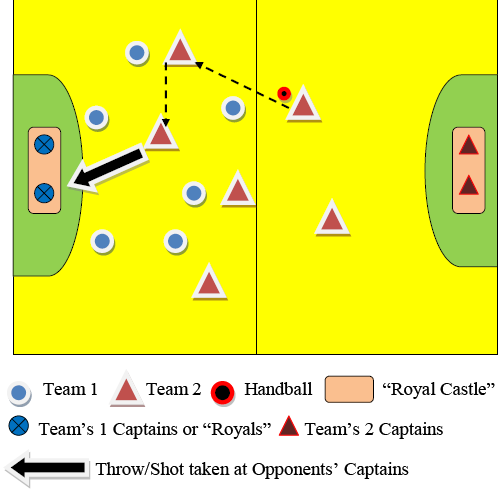 Team 1 Team 2 Handball “Royal Castle”
Team’s 1 Captains or “Royals” Team’s 2 Captains
Throw/Shot taken at Opponents’ Captains